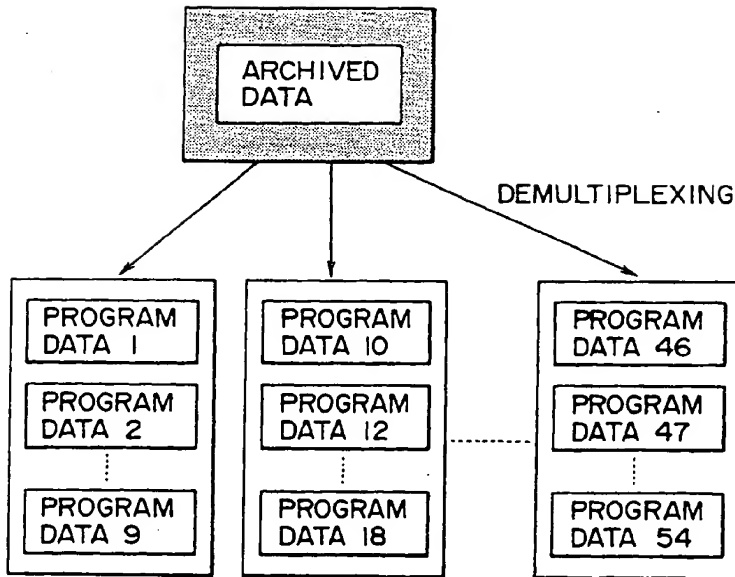 ARCHIVED
DATA
DEMULTIPLEXING
PROGRAM
DATA 1
PROGRAM
DATA 2
PROGRAM
DATA 9
PROGRAM
DATA 10
PROGRAM
DATA 12
PROGRAM
DATA 18
PROGRAM
DATA 46
PROGRAM
DATA 47
PROGRAM
DATA 54